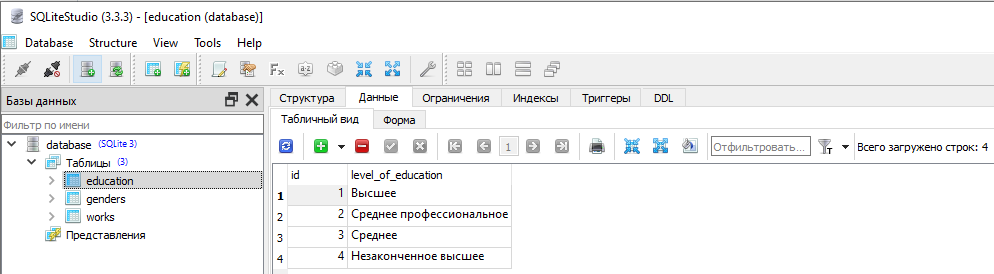 SQLiteStudio (3.3.3) - [education (database)]
Database Structure View Tools Help
Базы данных
Структура Данные Ограничения Индексы Триггеры DDL
Фильтр по имени
Табличный вид Форма
database (SQLite 3)
Таблицы (3)
education
genders
works
Представления
1 Отфильтровать... Всего загружено строк: 4
id level_of_education
1 1 Высшее
2 2 Среднее профессиональное
3 3 Среднее
4 4 Незаконченное высшее